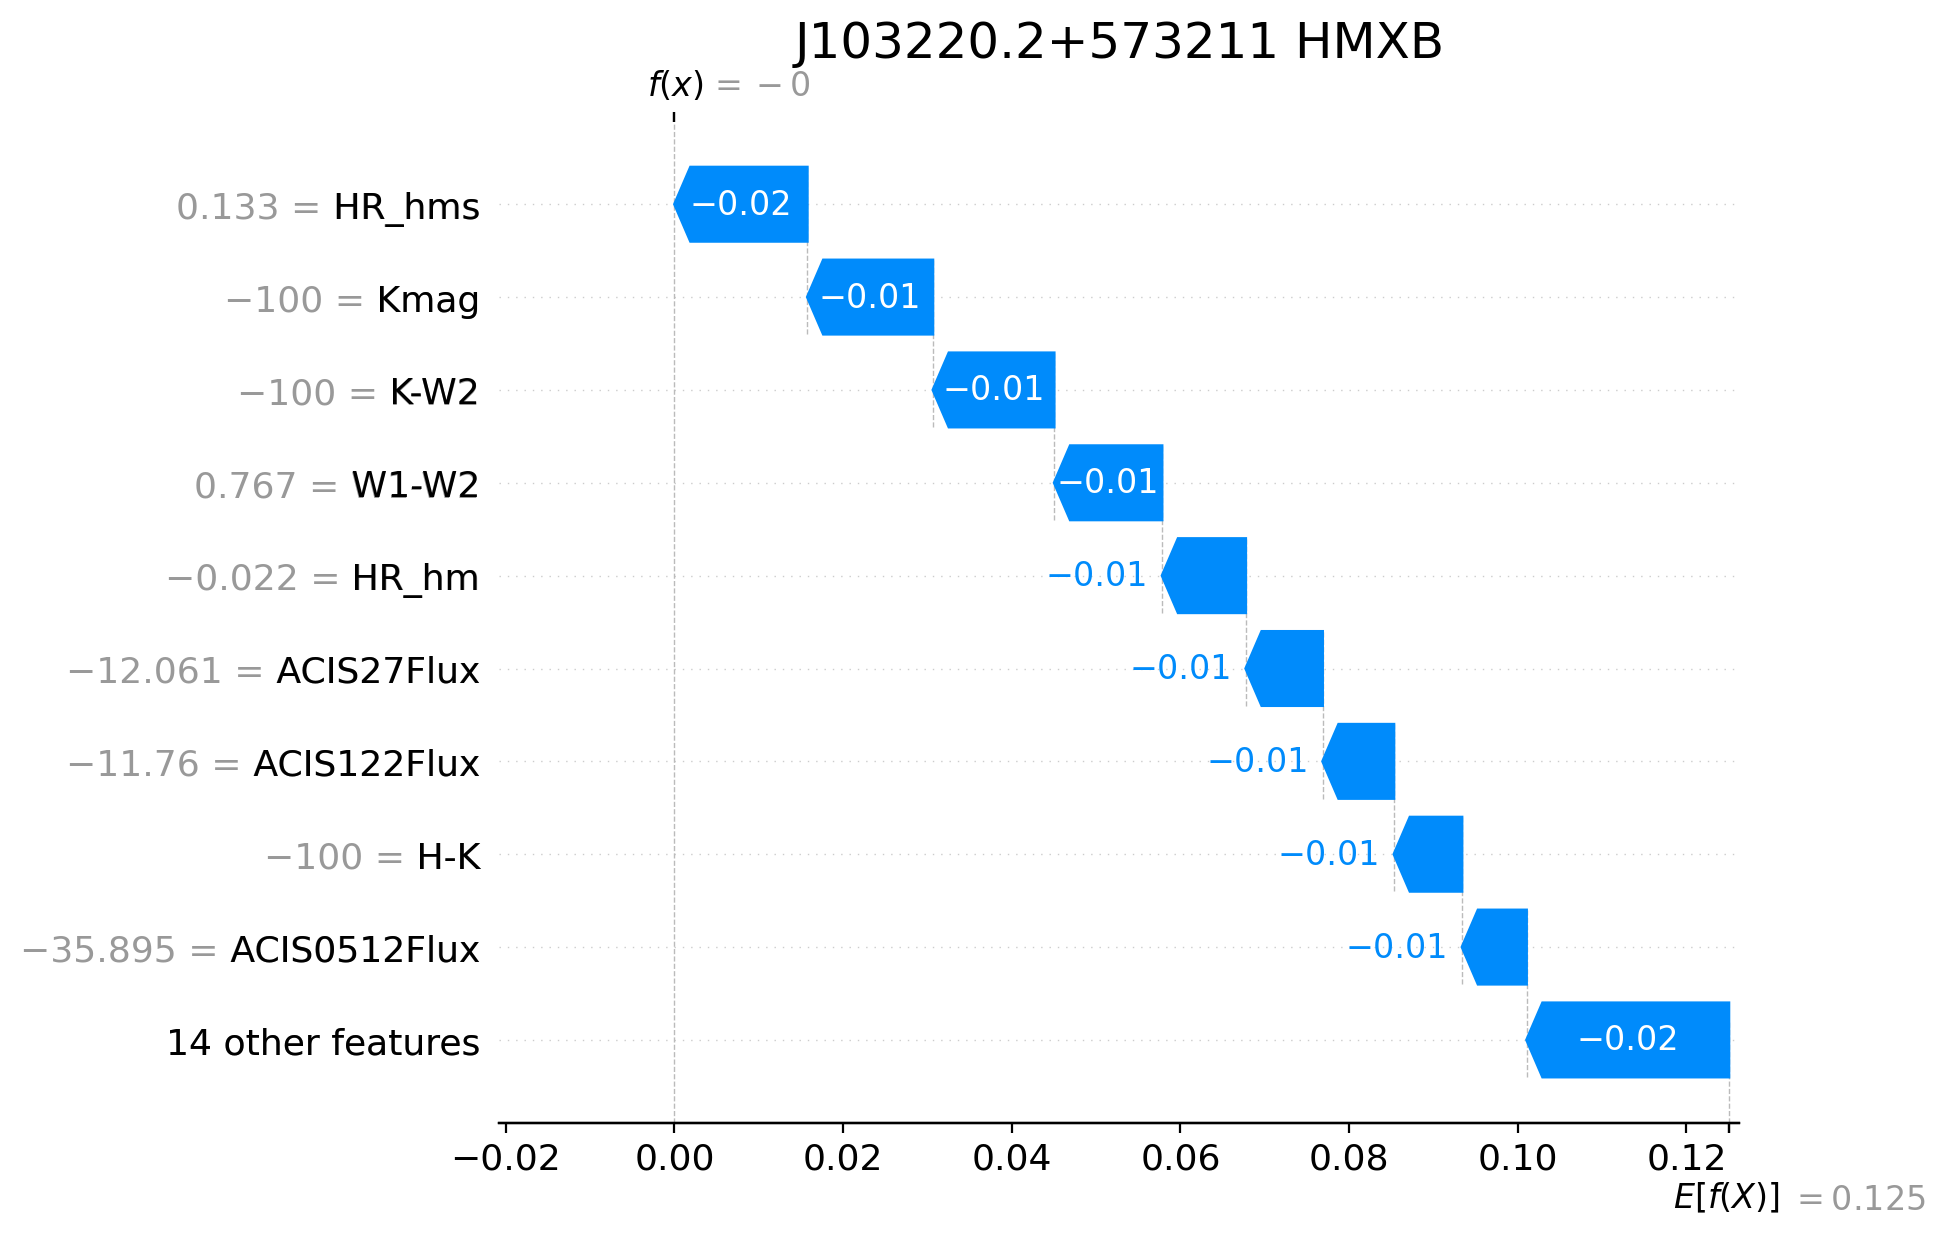 J103220.2+573211 HMXB
f(x) = −0
0.133 = HR_hms −0.02
−100 = Kmag −0.01
−100 = K-W2 −0.01
0.767 = W1-W2 −0.01
−0.022 = HR_hm −0.01
−12.061 = ACIS27Flux −0.01
−11.76 = ACIS122Flux −0.01
−100 = H-K −0.01
−35.895 = ACIS0512Flux −0.01
14 other features −0.02
−0.02 0.00 0.02 0.04 0.06 0.08 0.10 0.12
E[f(X)] = 0.125